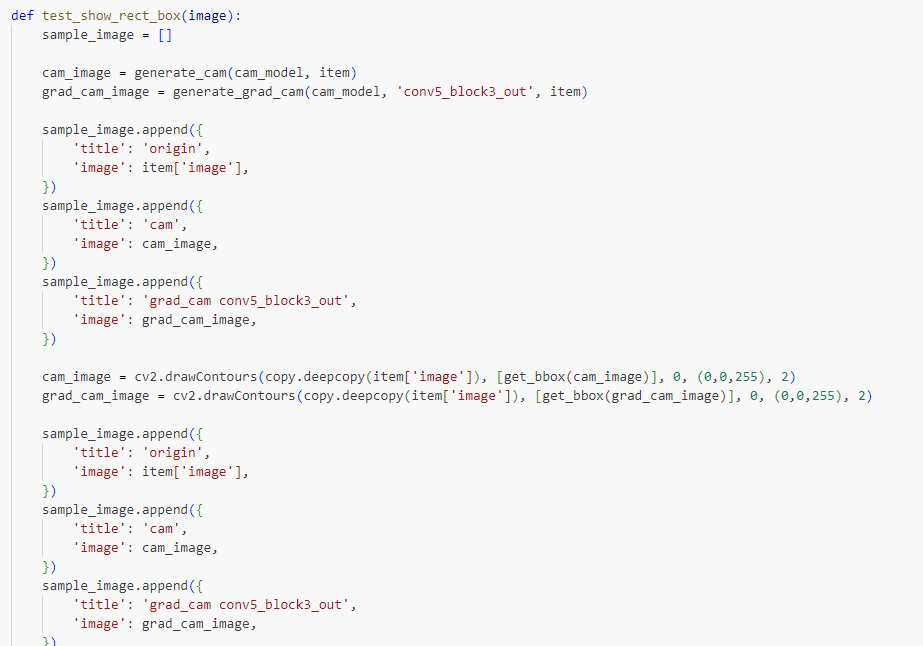 def test_show_rect_box(image):
    sample_image = []

    cam_image = generate_cam(cam_model, item)
    grad_cam_image = generate_grad_cam(cam_model, 'conv5_block3_out', item)

    sample_image.append({
        'title': 'origin',
        'image': item['image'],
    })
    sample_image.append({
        'title': 'cam',
        'image': cam_image,
    })
    sample_image.append({
        'title': 'grad_cam conv5_block3_out',
        'image': grad_cam_image,
    })

    cam_image = cv2.drawContours(copy.deepcopy(item['image']), [get_bbox(cam_image)], 0, (0,0,255), 2)
    grad_cam_image = cv2.drawContours(copy.deepcopy(item['image']), [get_bbox(grad_cam_image)], 0, (0,0,255), 2)

    sample_image.append({
        'title': 'origin',
        'image': item['image'],
    })
    sample_image.append({
        'title': 'cam',
        'image': cam_image,
    })
    sample_image.append({
        'title': 'grad_cam conv5_block3_out',
        'image': grad_cam_image,
    })